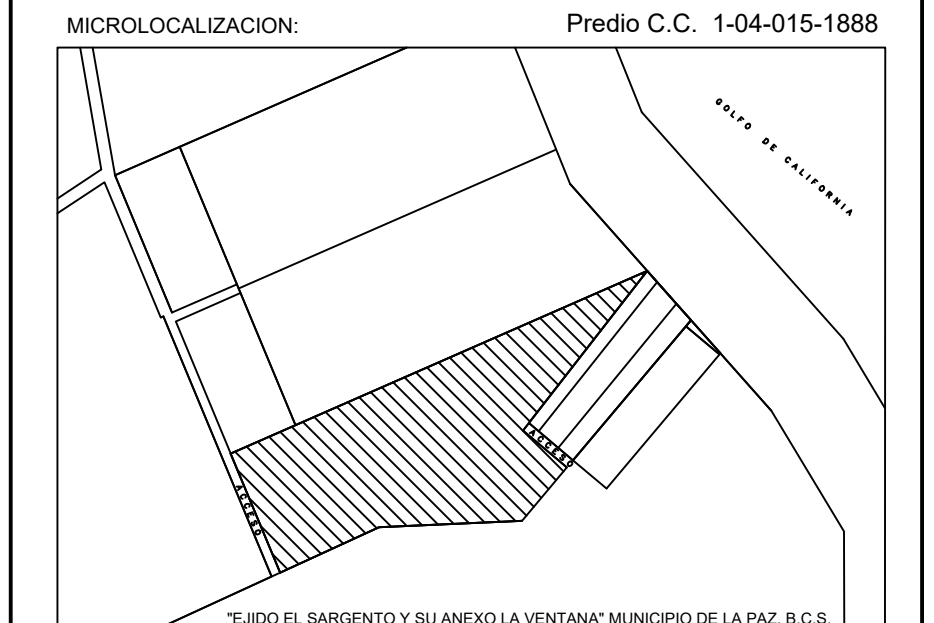 MICROLOCALIZACION:
Predio C.C. 1-04-015-1888
GOLFO DE CALIFORNIA
ACCESO
ACCESO
"EJIDO EL SARGENTO Y SU ANEXO LA VENTANA" MUNICIPIO DE LA PAZ, B.C.S.